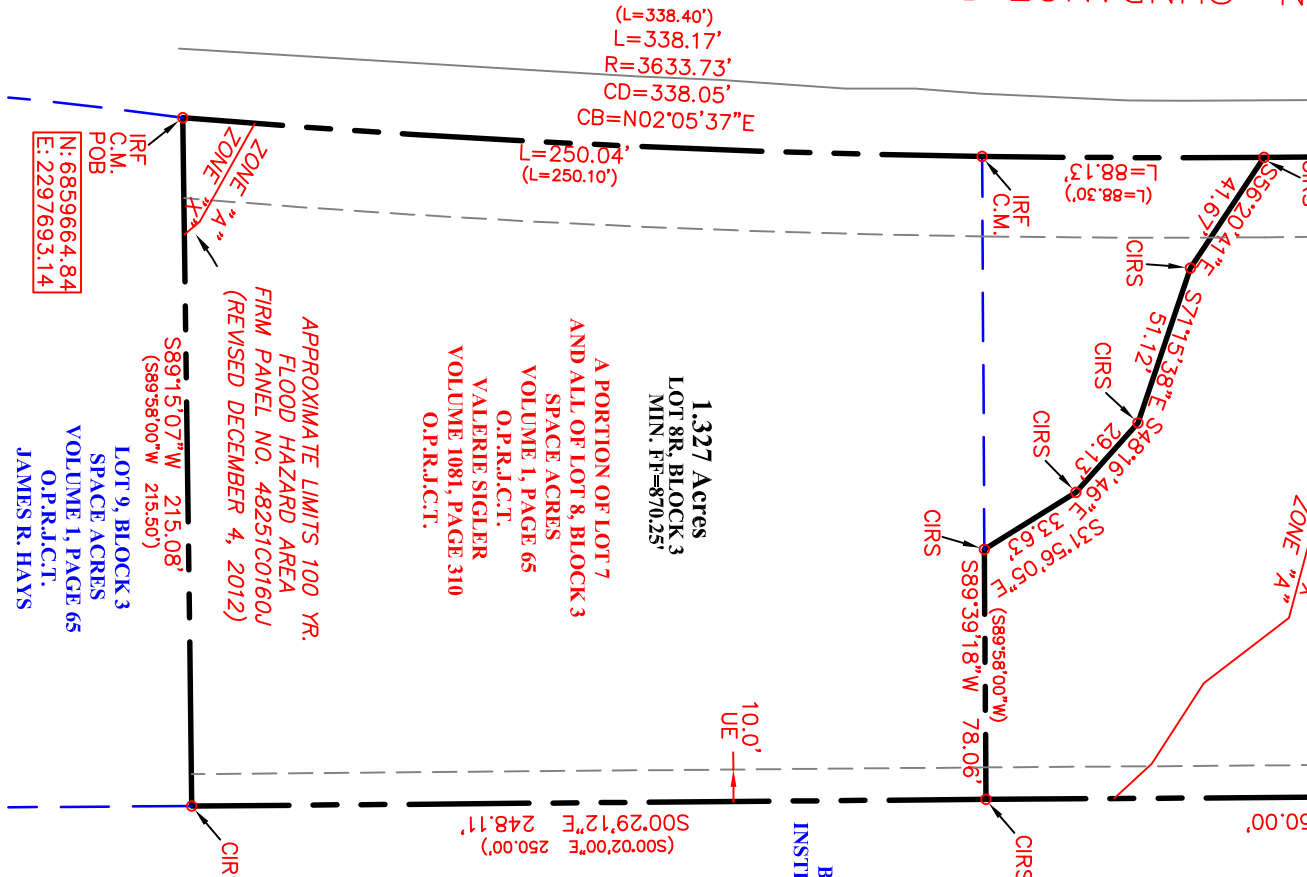 (L=338.40')
L=338.17'
R=3633.73'
CD=338.05'
CB=N02°05'37"E
L=250.04'
(L=250.10')
L=88.13'
(L=88.30')
IRF
C.M.
POB
N: 6859664.84
E: 2297693.14
ZONE "A"
ZONE "X"
IRF
C.M.
S56°20'41"E
41.67'
CIRS
S71°15'38"E
51.12'
CIRS
S48°16'46"E
29.13'
CIRS
S31°56'05"E
33.63'
CIRS
(S89°58'00"W)
S89°39'18"W 78.06'
ZONE "A"
1.327 Acres
LOT 8R, BLOCK 3
MIN. FF=870.25'
A PORTION OF LOT 7
AND ALL OF LOT 8, BLOCK 3
SPACE ACRES
VOLUME 1, PAGE 65
O.P.R.J.C.T.
VALERIE SIGLER
VOLUME 1081, PAGE 310
O.P.R.J.C.T.
APPROXIMATE LIMITS 100 YR.
FLOOD HAZARD AREA
FIRM PANEL NO. 48251C0160J
(REVISED DECEMBER 4, 2012)
S89°15'07"W 215.08'
(S89°58'00"W 215.50')
LOT 9, BLOCK 3
SPACE ACRES
VOLUME 1, PAGE 65
O.P.R.J.C.T.
JAMES R. HAYS
10.0'
UE
S00°29'12"E 248.11'
(S00°02'00"E 250.00')
CIR
CIRS